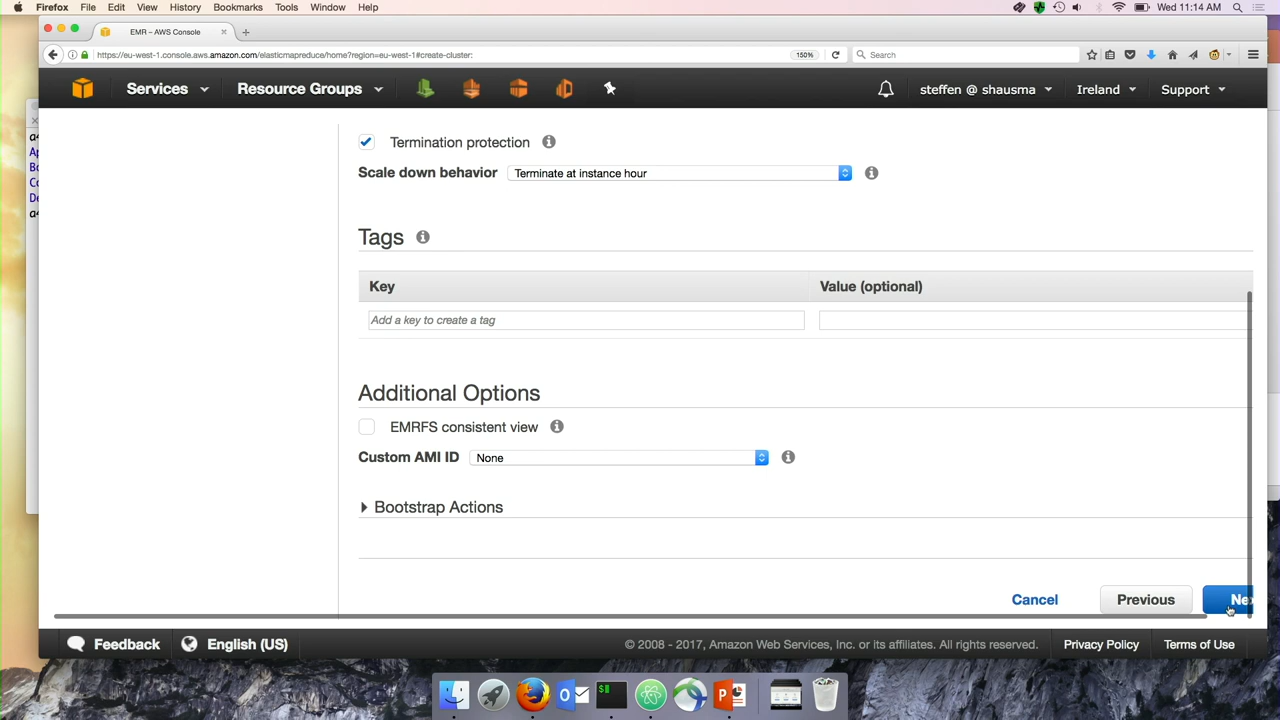 Firefox File Edit View History Bookmarks Tools Window Help Wed 11:14 AM
EMR – AWS Console
https://eu-west-1.console.aws.amazon.com/elasticmapreduce/home?region=eu-west-1#create-cluster: 150% Search
Services Resource Groups steffen @ shausma Ireland Support
Termination protection
Scale down behavior Terminate at instance hour
Tags
Key Value (optional)
Add a key to create a tag
Additional Options
EMRFS consistent view
Custom AMI ID None
Bootstrap Actions
Cancel Previous Nex
Feedback English (US) © 2008 - 2017, Amazon Web Services, Inc. or its affiliates. All rights reserved. Privacy Policy Terms of Use